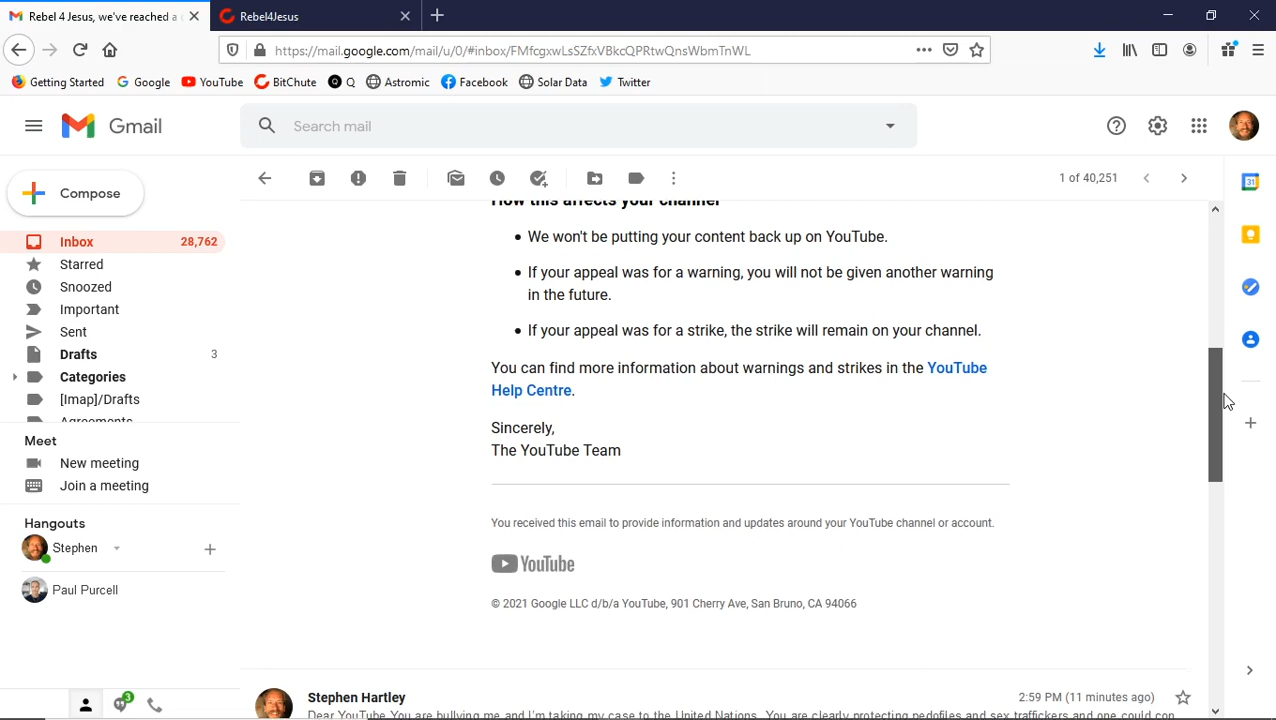 Rebel 4 Jesus, we've reached a
Rebel4Jesus
https://mail.google.com/mail/u/0/#inbox/FMfcgxwLsSZfxVBkcQPRtwQnsWbmTnWL
Getting Started Google YouTube BitChute Q Astromic Facebook Solar Data Twitter
Gmail
Search mail
Compose
1 of 40,251
31
Inbox 28,762
Starred
Snoozed
Important
Sent
Drafts 3
Categories
[Imap]/Drafts
Agreements
Meet
New meeting
Join a meeting
Hangouts
Stephen
Paul Purcell
3
How this affects your channel
• We won't be putting your content back up on YouTube.
• If your appeal was for a warning, you will not be given another warning
in the future.
• If your appeal was for a strike, the strike will remain on your channel.
You can find more information about warnings and strikes in the YouTube
Help Centre.
Sincerely,
The YouTube Team
You received this email to provide information and updates around your YouTube channel or account.
YouTube
© 2021 Google LLC d/b/a YouTube, 901 Cherry Ave, San Bruno, CA 94066
Stephen Hartley 2:59 PM (11 minutes ago)
Dear YouTube You are bullying me and I'm taking my case to the United Nations. You are clearly protecting pedofiles and sex traffickers and one could con